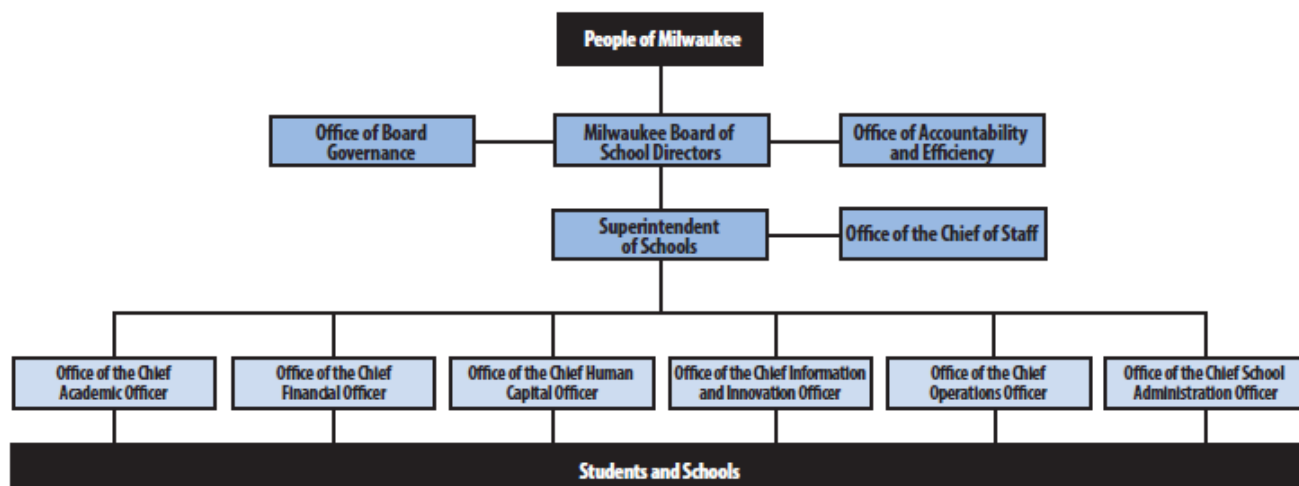 People of Milwaukee
Office of Board
Governance
Milwaukee Board of
School Directors
Office of Accountability
and Efficiency
Superintendent
of Schools
Office of the Chief of Staff
Office of the Chief
Academic Officer
Office of the Chief
Financial Officer
Office of the Chief Human
Capital Officer
Office of the Chief Information
and Innovation Officer
Office of the Chief
Operations Officer
Office of the Chief School
Administration Officer
Students and Schools